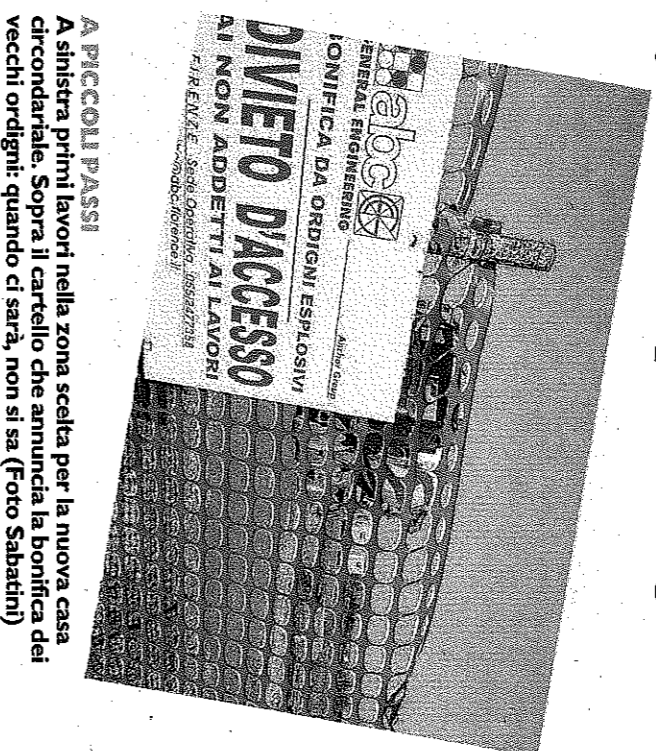 abc
GENERAL ENGINEERING
BONIFICA DA ORDIGNI ESPLOSIVI
DIVIETO D'ACCESSO
AI NON ADDETTI AI LAVORI
FIRENZE Sede Operativa
A PICCOLI PASSI
A sinistra primi lavori nella zona scelta per la nuova casa
circondariale. Sopra il cartello che annuncia la bonifica dei
vecchi ordigni: quando ci sarà, non si sa (Foto Sabatini)